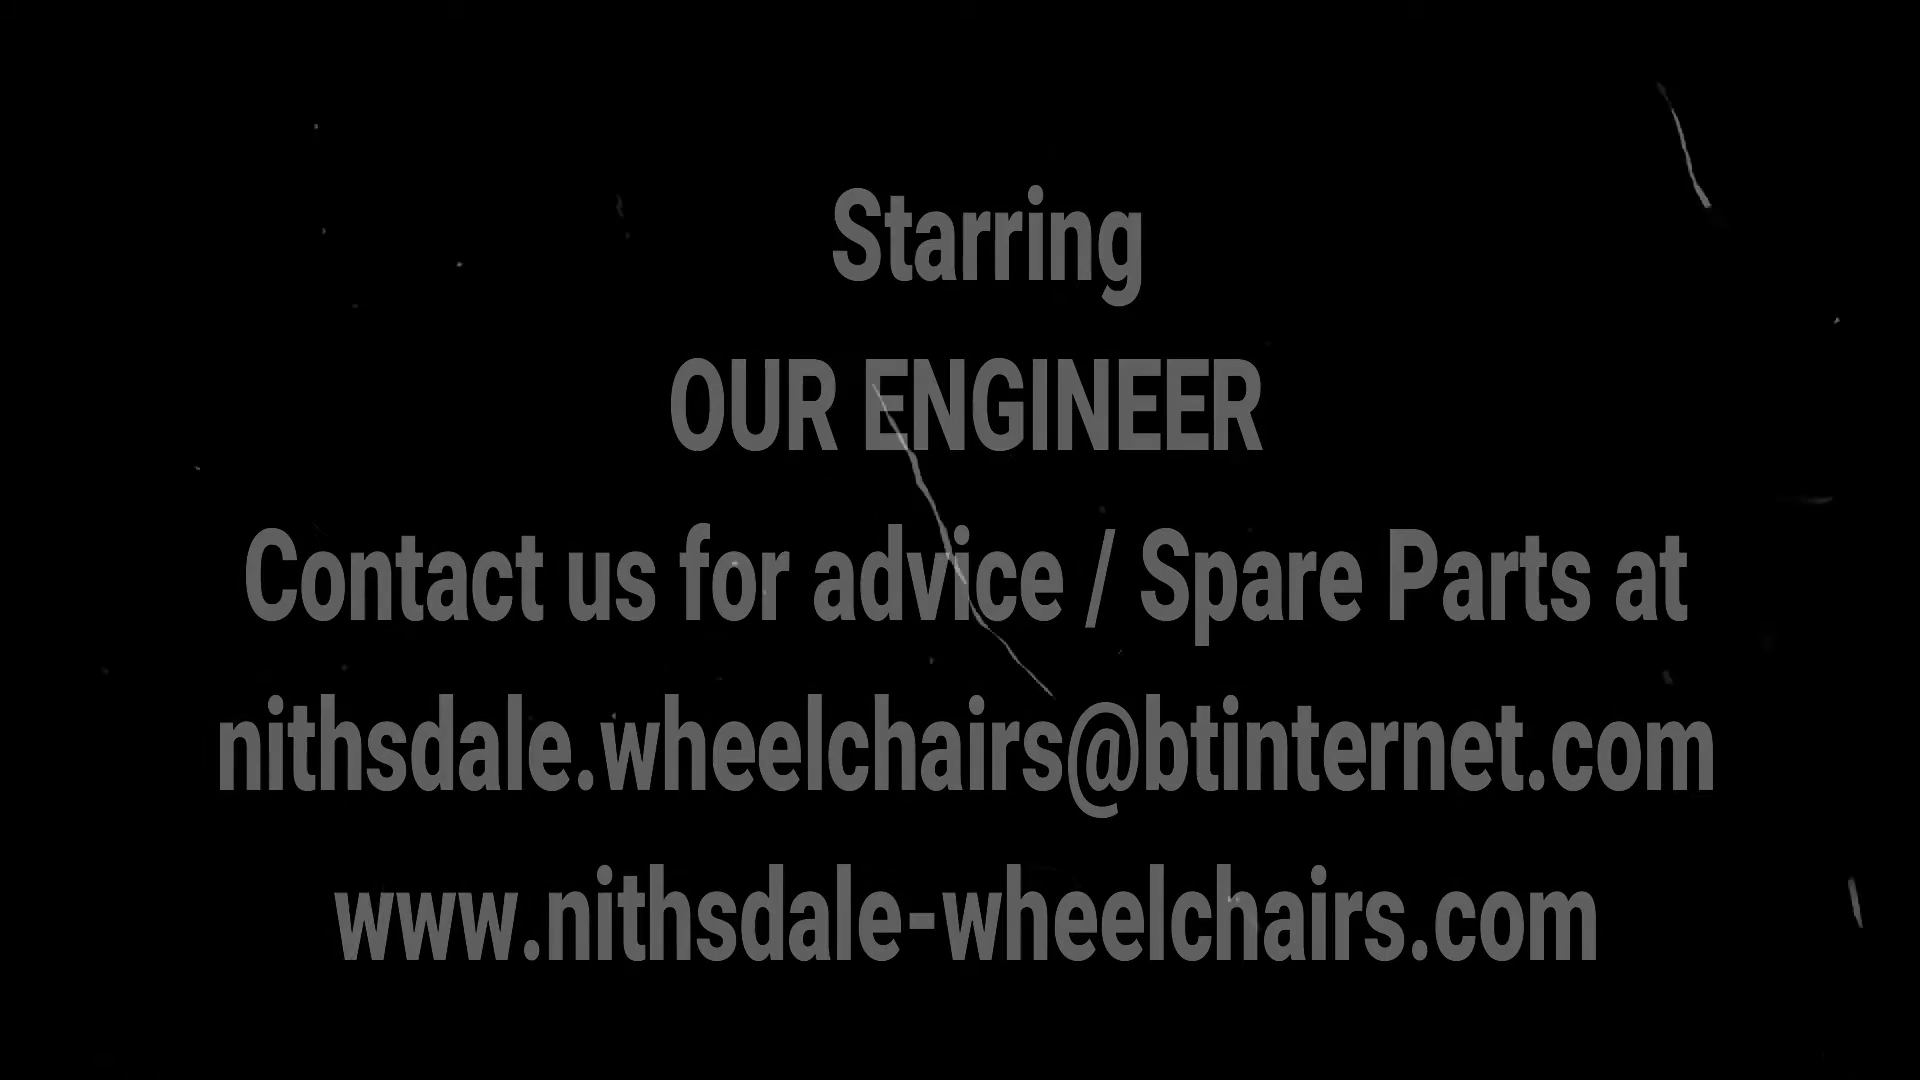 Starring
OUR ENGINEER
Contact us for advice / Spare Parts at
nithsdale.wheelchairs@btinternet.com
www.nithsdale-wheelchairs.com